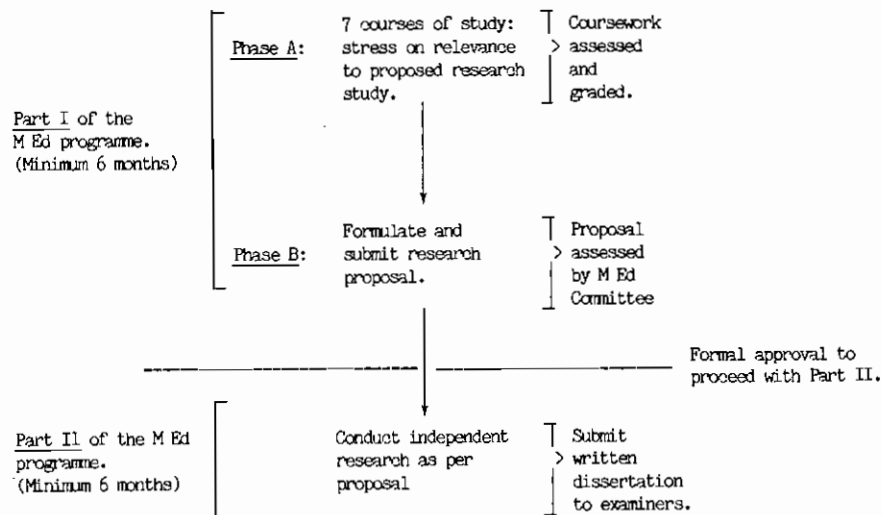 Phase A:
7 courses of study:
stress on relevance
to proposed research
study.
Coursework
assessed
and
graded.
Part I of the
M Ed programme.
(Minimum 6 months)
Phase B:
Formulate and
submit research
proposal.
Proposal
assessed
by M Ed
Committee
Formal approval to
proceed with Part II.
Part Il of the M Ed
programme.
(Minimum 6 months)
Conduct independent
research as per
proposal
Submit
written
dissertation
to examiners.